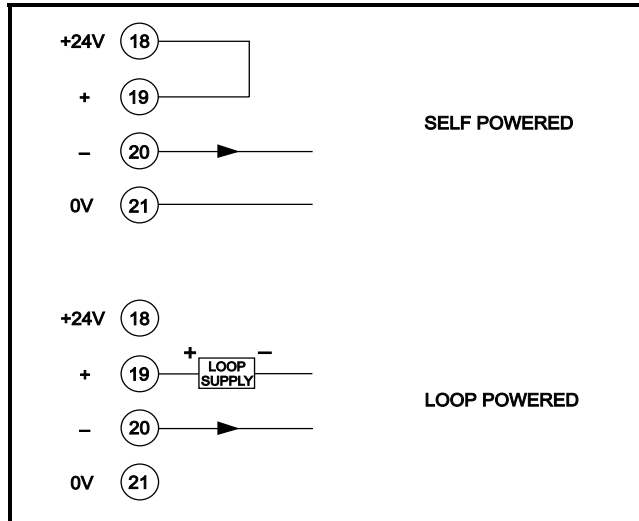 +24V 18
+ 19
SELF POWERED
– 20
0V 21
+24V 18
+ –
+ 19 LOOP
SUPPLY
LOOP POWERED
– 20
0V 21